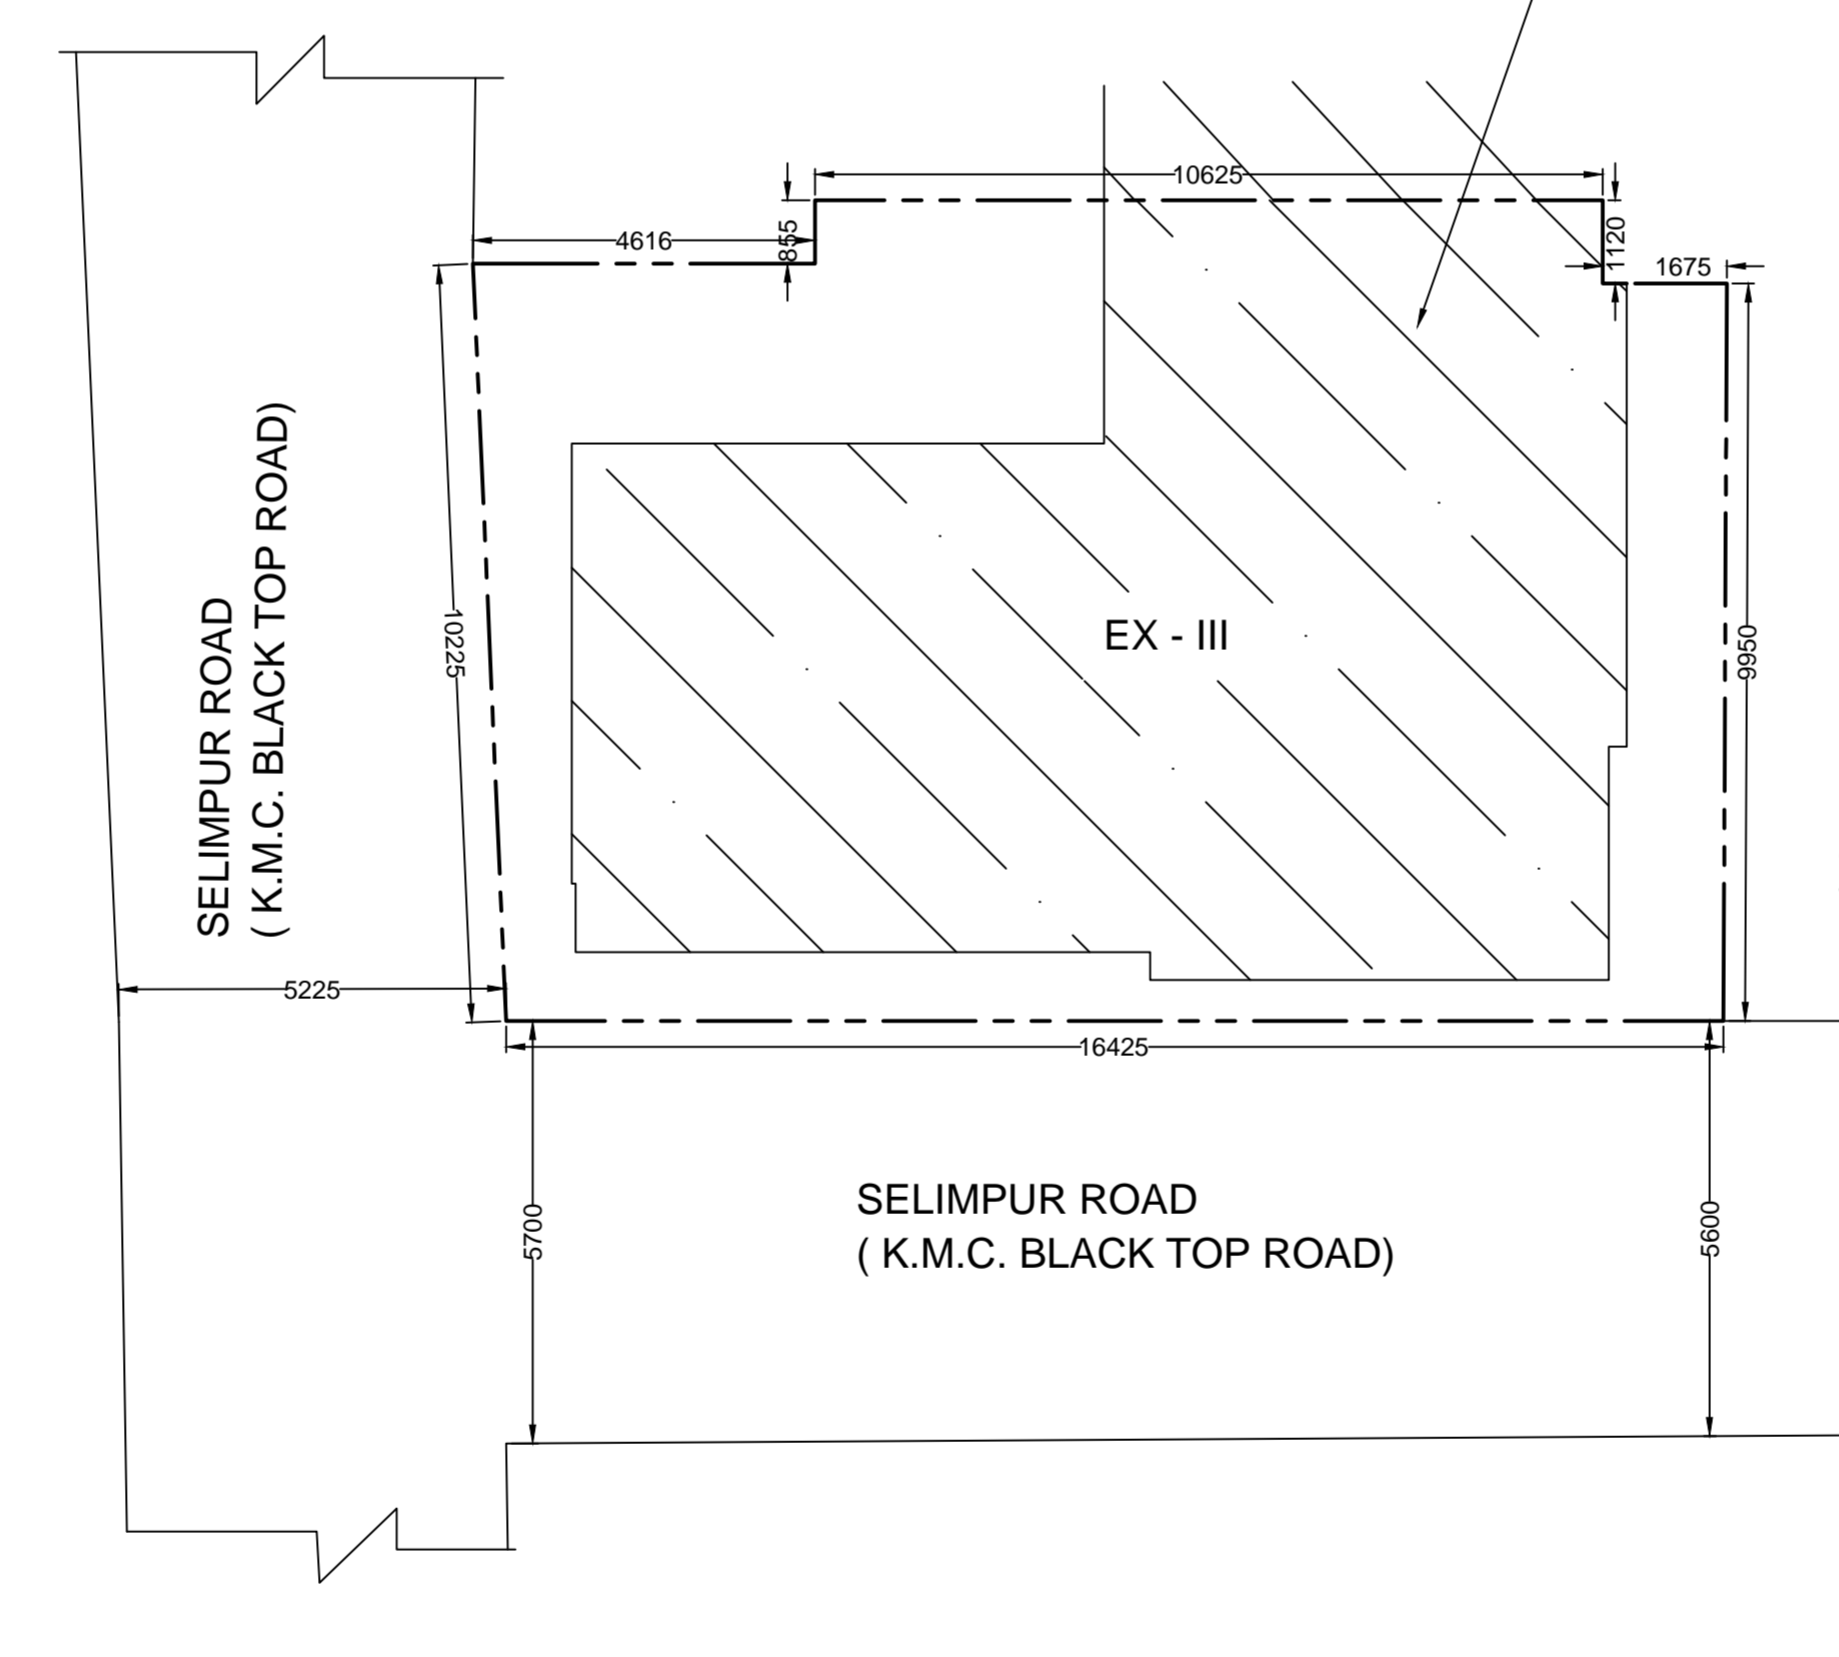 10625
4616
855
1120
1675
SELIMPUR ROAD
( K.M.C. BLACK TOP ROAD)
10225
EX - III
9950
5225
16425
5700
SELIMPUR ROAD
( K.M.C. BLACK TOP ROAD)
5600